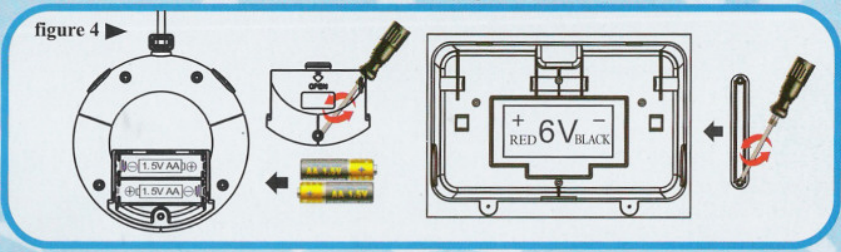 figure 4
OPEN
⊖ 1.5V AA ⊕
⊕ 1.5V AA ⊖
AA 1.5V
AA 1.5V
+ −
RED 6V BLACK